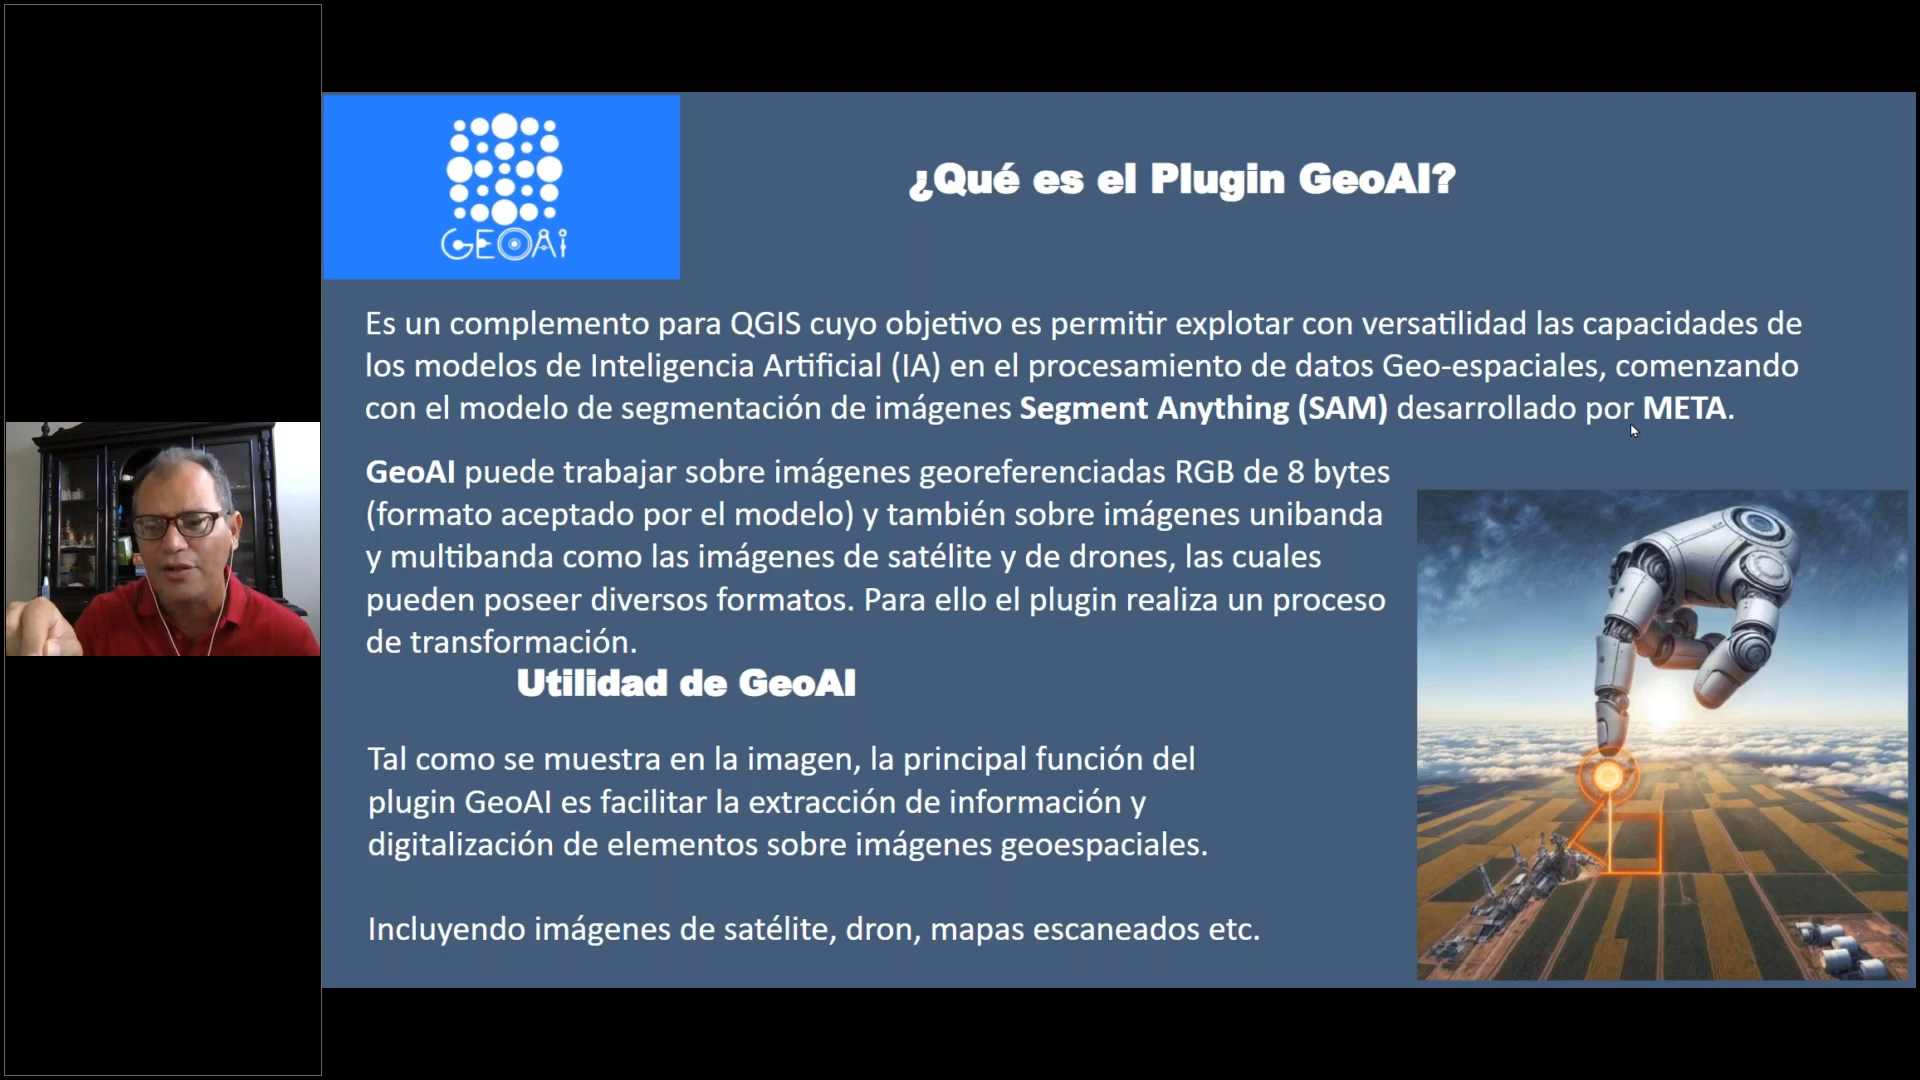 GEOAi
¿Qué es el Plugin GeoAI?
Es un complemento para QGIS cuyo objetivo es permitir explotar con versatilidad las capacidades de
los modelos de Inteligencia Artificial (IA) en el procesamiento de datos Geo-espaciales, comenzando
con el modelo de segmentación de imágenes Segment Anything (SAM) desarrollado por META.
GeoAI puede trabajar sobre imágenes georeferenciadas RGB de 8 bytes
(formato aceptado por el modelo) y también sobre imágenes unibanda
y multibanda como las imágenes de satélite y de drones, las cuales
pueden poseer diversos formatos. Para ello el plugin realiza un proceso
de transformación.
Utilidad de GeoAI
Tal como se muestra en la imagen, la principal función del
plugin GeoAI es facilitar la extracción de información y
digitalización de elementos sobre imágenes geoespaciales.
Incluyendo imágenes de satélite, dron, mapas escaneados etc.